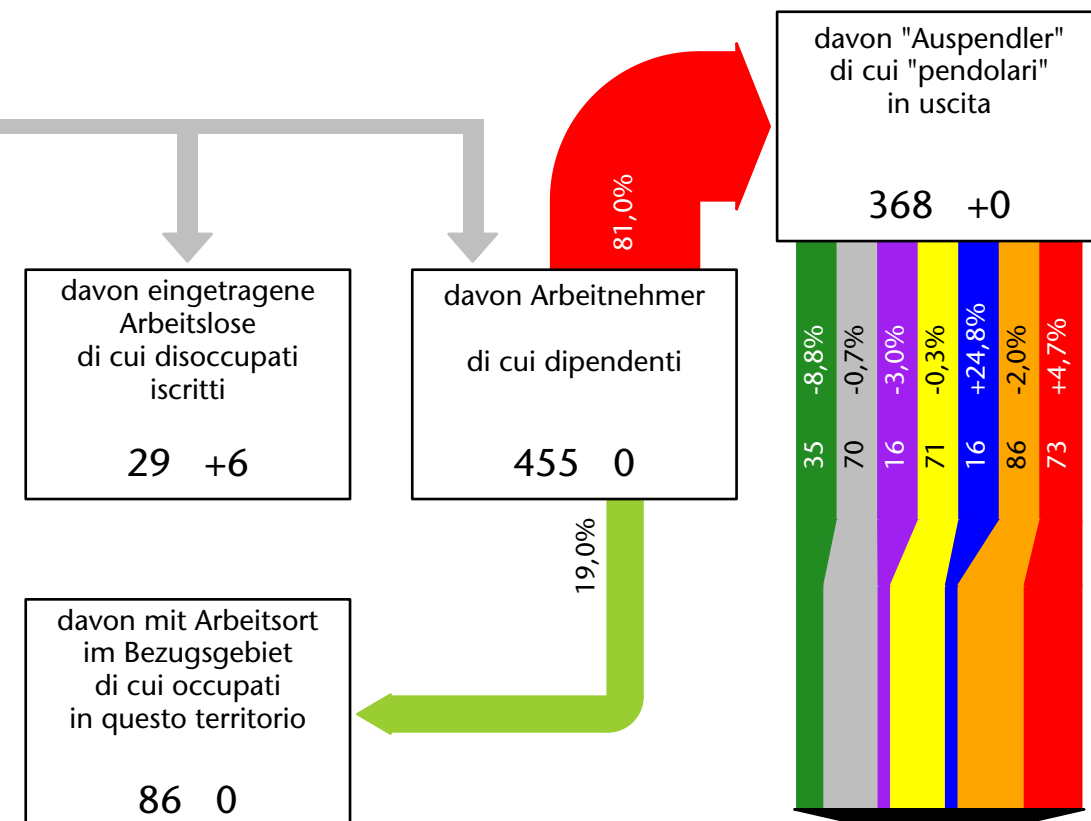 davon "Auspendler"
di cui "pendolari"
in uscita
368 +0
81,0%
davon eingetragene
Arbeitslose
di cui disoccupati
iscritti
29 +6
davon Arbeitnehmer
di cui dipendenti
455 0
35 -8,8%
70 -0,7%
16 -3,0%
71 -0,3%
16 +24,8%
86 -2,0%
73 +4,7%
19,0%
davon mit Arbeitsort
im Bezugsgebiet
di cui occupati
in questo territorio
86 0